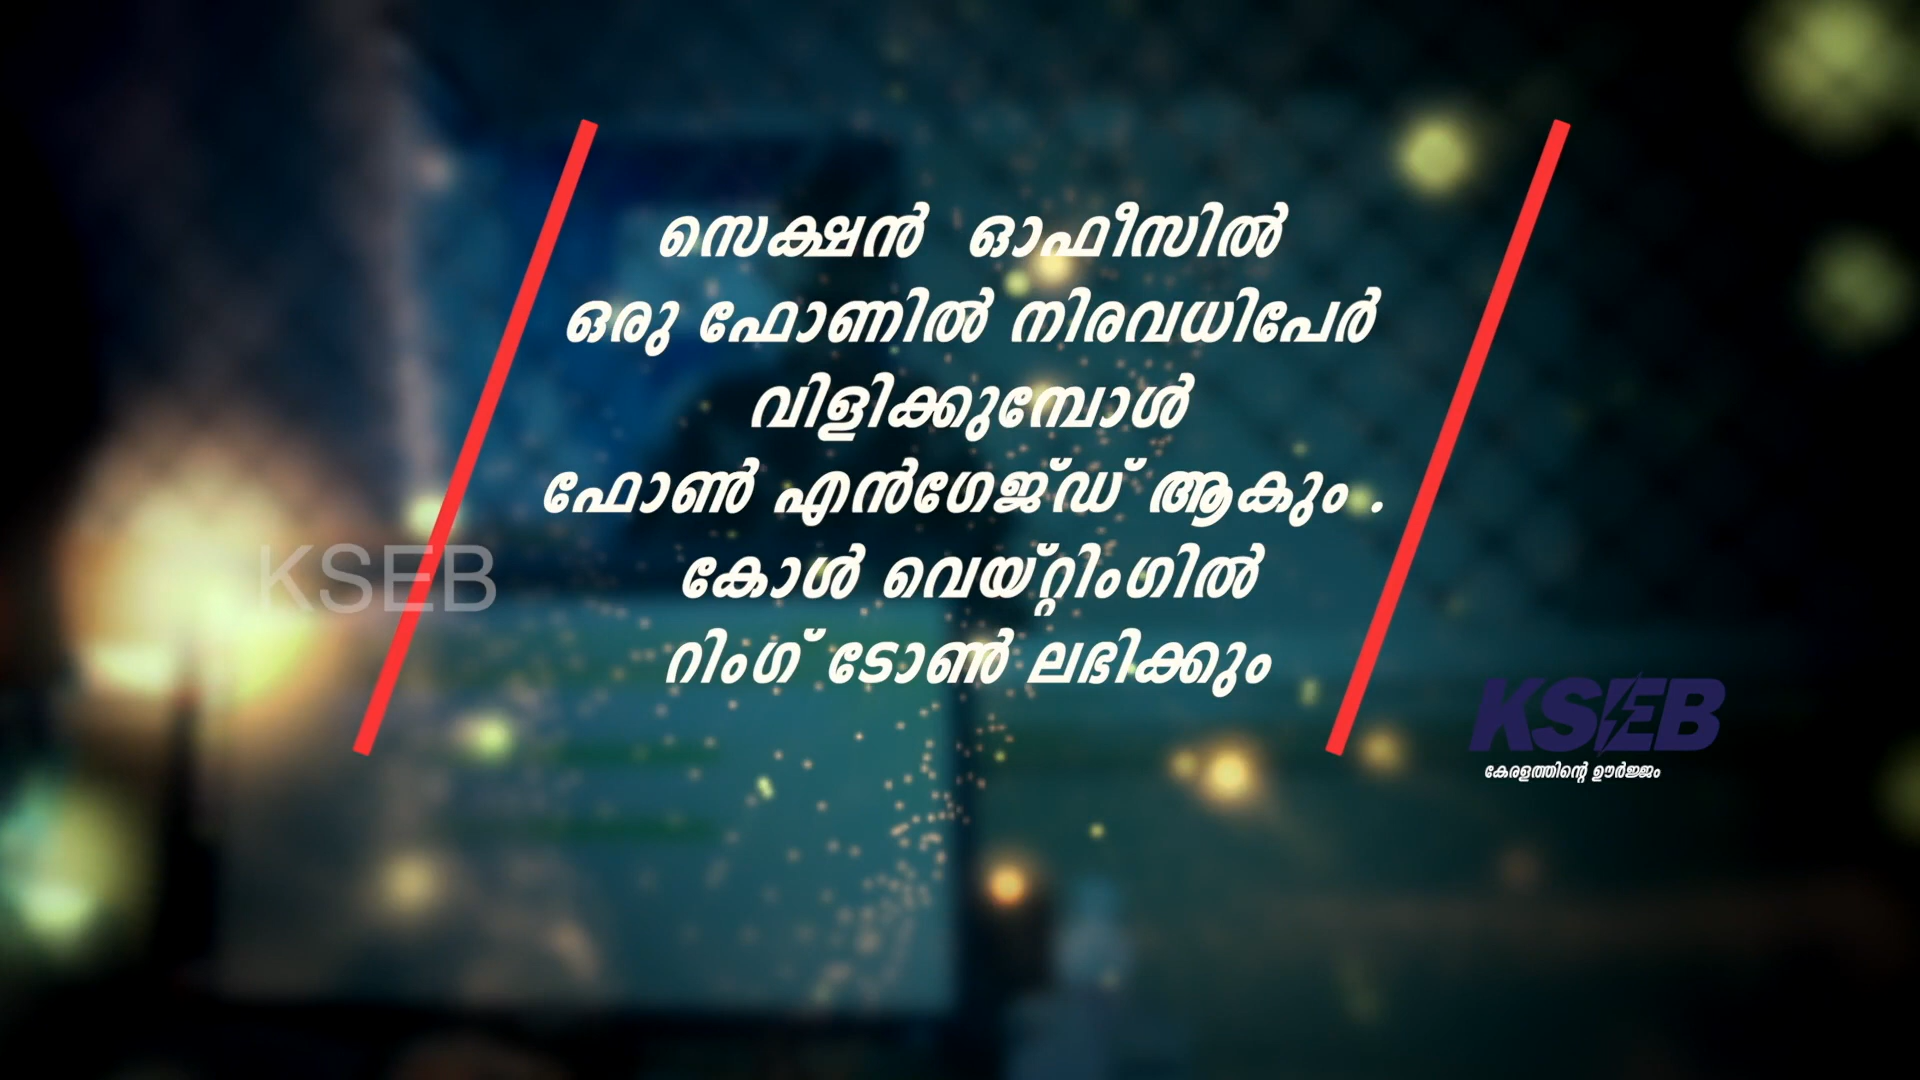 സെക്ഷൻ ഓഫീസിൽ
ഒരു ഫോണിൽ നിരവധിപേർ
വിളിക്കുമ്പോൾ
ഫോൺ എൻഗേജ്ഡ് ആകും .
കോൾ വെയ്റ്റിംഗിൽ
റിംഗ് ടോൺ ലഭിക്കും
KSEB
KSEB
കേരളത്തിന്റെ ഊർജ്ജം